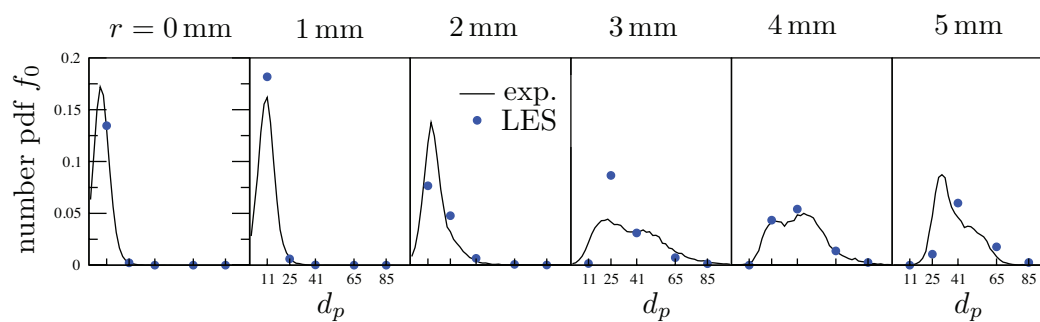 r = 0 mm 1 mm 2 mm 3 mm 4 mm 5 mm
number pdf f₀
0.2
0.15
0.1
0.05
0
exp.
LES
11 25 41 65 85 11 25 41 65 85 11 25 41 65 85
dₚ dₚ dₚ